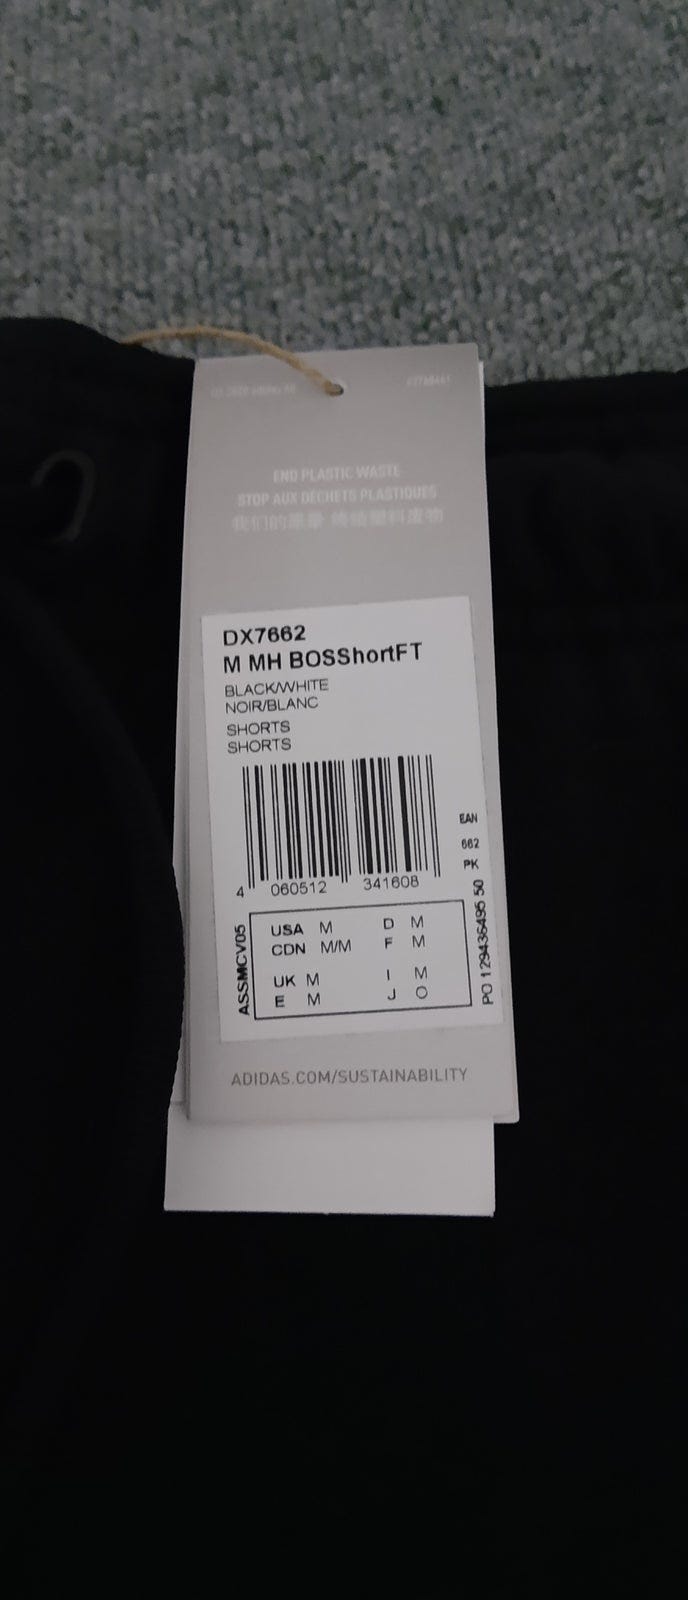 END PLASTIC WASTE
STOP AUX DÉCHETS PLASTIQUES
DX7662
M MH BOSShortFT
BLACK/WHITE
NOIR/BLANC
SHORTS
SHORTS
EAN
662
PK
4 060512 341608
ASSMCV05
USA M D M
CDN M/M F M
UK M I M
E M J O
PO 129436495 50
ADIDAS.COM/SUSTAINABILITY